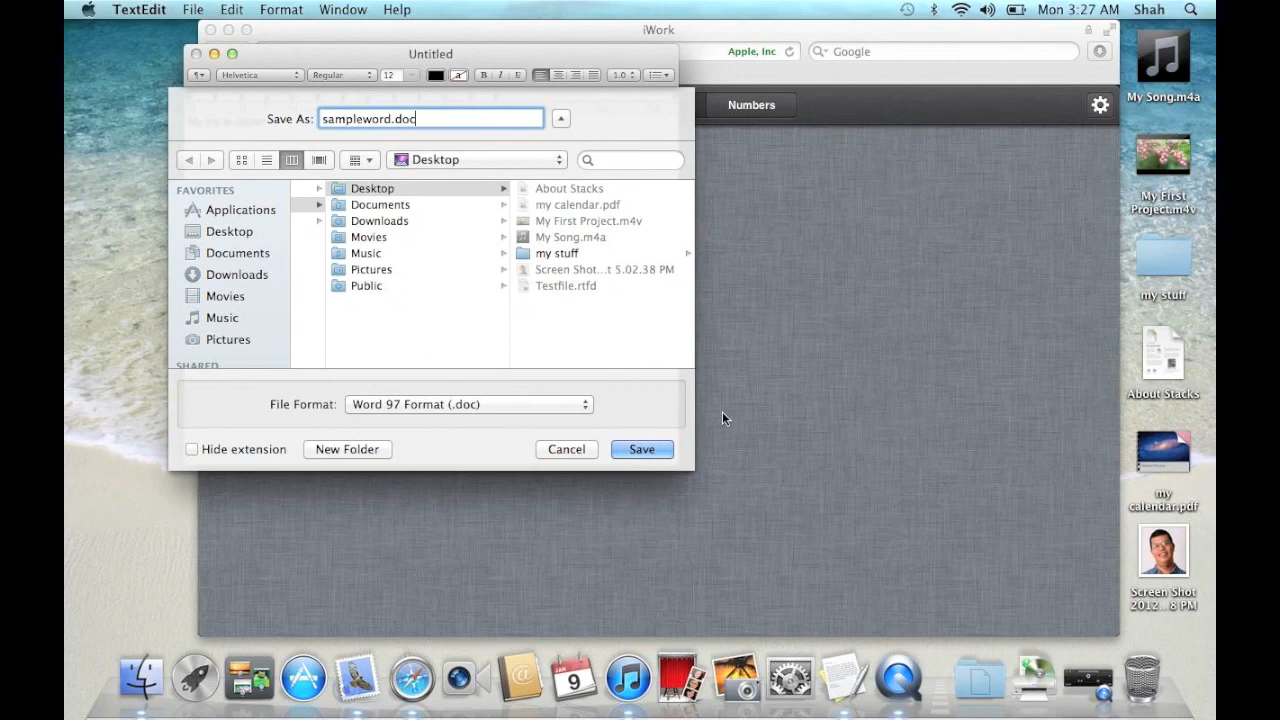 TextEdit File Edit Format Window Help Mon 3:27 AM Shah
iWork
Apple, Inc Google
Untitled
Helvetica Regular 12 B I U 1.0
Numbers
Save As: sampleword.doc
Desktop
FAVORITES
Applications
Desktop
Documents
Downloads
Movies
Music
Pictures
SHARED
Desktop
Documents
Downloads
Movies
Music
Pictures
Public
About Stacks
my calendar.pdf
My First Project.m4v
My Song.m4a
my stuff
Screen Shot...t 5.02.38 PM
Testfile.rtfd
File Format: Word 97 Format (.doc)
Hide extension New Folder Cancel Save
My Song.m4a
My First
Project.m4v
my stuff
About Stacks
my
calendar.pdf
Screen Shot
2012...8 PM
JAN
9